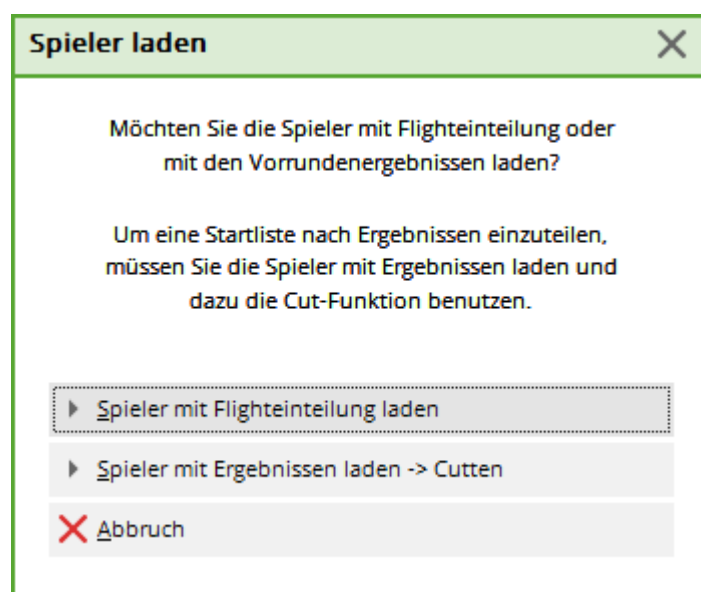 Spieler laden
Möchten Sie die Spieler mit Flighteinteilung oder
mit den Vorrundenergebnissen laden?
Um eine Startliste nach Ergebnissen einzuteilen,
müssen Sie die Spieler mit Ergebnissen laden und
dazu die Cut-Funktion benutzen.
Spieler mit Flighteinteilung laden
Spieler mit Ergebnissen laden -> Cutten
Abbruch